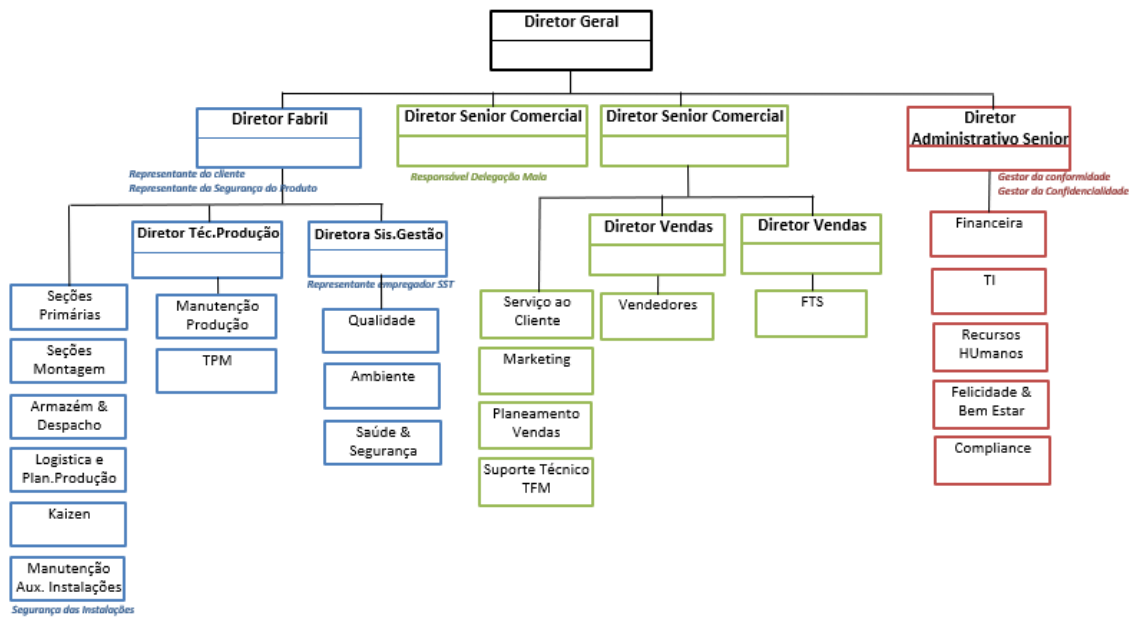 Diretor Geral
Diretor Fabril
Diretor Senior Comercial
Diretor Senior Comercial
Diretor
Administrativo Senior
Representante do cliente
Representante da Segurança do Produto
Responsável Delegação Maia
Gestor da conformidade
Gestor da Confidencialidade
Diretor Téc.Produção
Diretora Sis.Gestão
Representante empregador SST
Diretor Vendas
Diretor Vendas
Seções
Primárias
Seções
Montagem
Armazém &
Despacho
Logistica e
Plan.Produção
Kaizen
Manutenção
Aux. Instalações
Segurança das Instalações
Manutenção
Produção
TPM
Qualidade
Ambiente
Saúde &
Segurança
Serviço ao
Cliente
Marketing
Planeamento
Vendas
Suporte Técnico
TFM
Vendedores
FTS
Financeira
TI
Recursos
HUmanos
Felicidade &
Bem Estar
Compliance